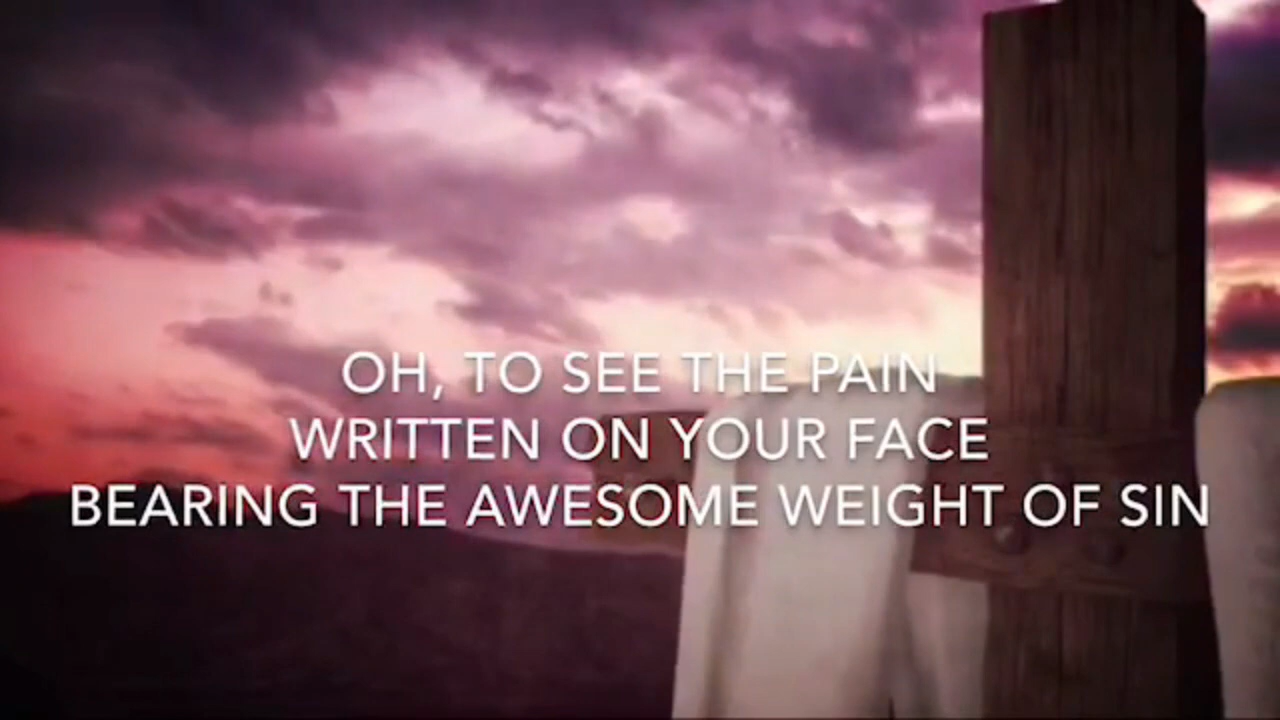 OH, TO SEE THE PAIN
WRITTEN ON YOUR FACE
BEARING THE AWESOME WEIGHT OF SIN